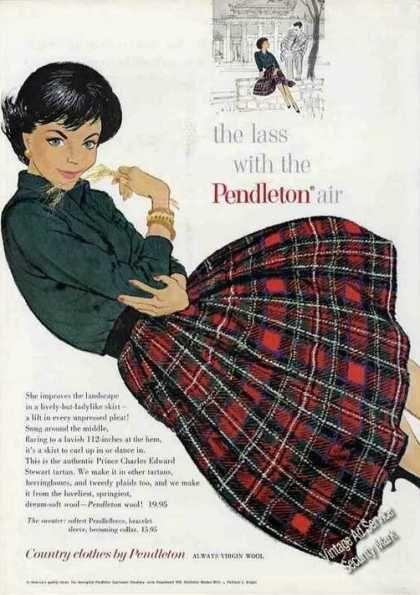 the lass
with the
Pendleton® air
She improves the landscape
in a lively-but-ladylike skirt—
a lilt in every unpressed pleat!
Snug around the middle,
flaring to a lavish 112-inches at the hem,
it's a skirt to curl up in or dance in.
This is the authentic Prince Charles Edward
Stewart tartan. We make it in other tartans,
herringbones, and tweedy plaids too, and we make
it from the loveliest, springiest,
dream-soft wool—Pendleton wool! 19.95
The sweater: softest Pendlefleece, bracelet
sleeve, becoming collar. 15.95
Country clothes by Pendleton ALWAYS VIRGIN WOOL
Vintage Ad Service
Security Mark